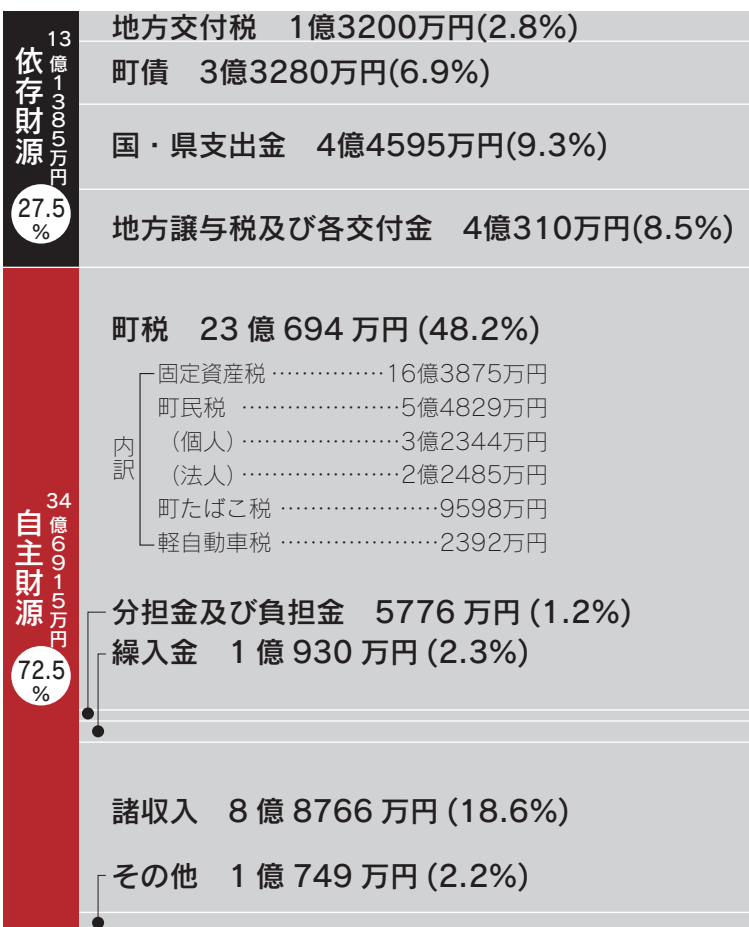 依存財源
13億1385万円
27.5%
地方交付税　1億3200万円(2.8%)
町債　3億3280万円(6.9%)
国・県支出金　4億4595万円(9.3%)
地方譲与税及び各交付金　4億310万円(8.5%)
自主財源
34億6915万円
72.5%
町税　23億694万円(48.2%)
内訳
固定資産税……………16億3875万円
町民税…………………5億4829万円
（個人）…………………3億2344万円
（法人）…………………2億2485万円
町たばこ税…………………9598万円
軽自動車税…………………2392万円
分担金及び負担金　5776万円(1.2%)
繰入金　1億930万円(2.3%)
諸収入　8億8766万円(18.6%)
その他　1億749万円(2.2%)